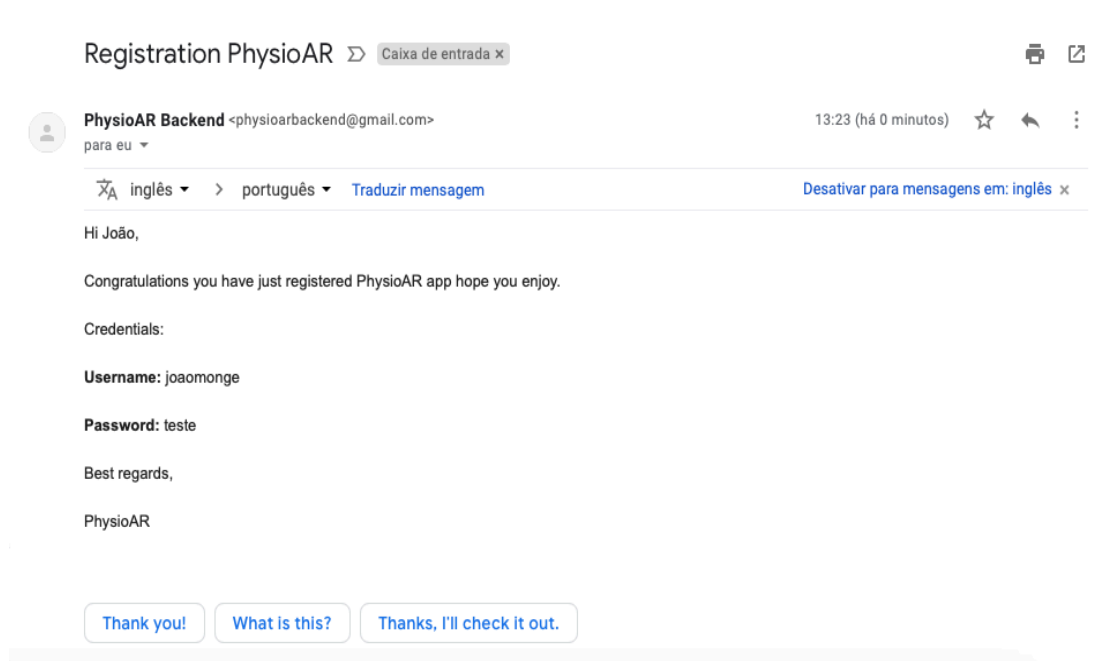 Registration PhysioAR Caixa de entrada ×
PhysioAR Backend <physioarbackend@gmail.com> 13:23 (há 0 minutos)
para eu
inglês > português Traduzir mensagem Desativar para mensagens em: inglês ×
Hi João,
Congratulations you have just registered PhysioAR app hope you enjoy.
Credentials:
Username: joaomonge
Password: teste
Best regards,
PhysioAR
Thank you! What is this? Thanks, I'll check it out.